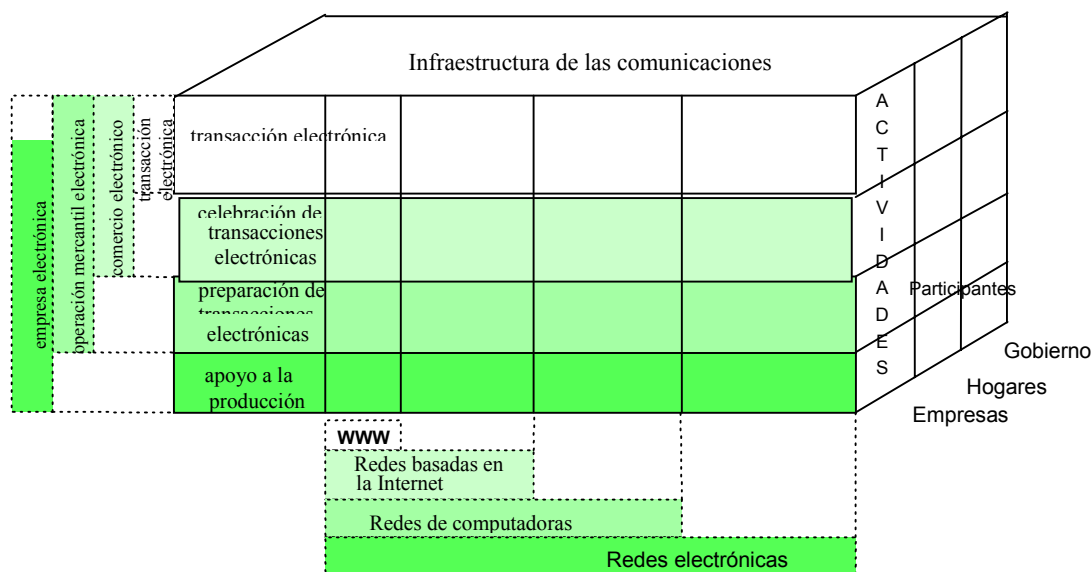 Infraestructura de las comunicaciones
empresa electrónica
operación mercantil electrónica
comercio electrónico
transacción
electrónica
transacción electrónica
celebración de
transacciones
electrónicas
preparación de
transacciones
electrónicas
apoyo a la
producción
ACTIVIDADES
Participantes
Gobierno
Hogares
Empresas
WWW
Redes basadas en
la Internet
Redes de computadoras
Redes electrónicas